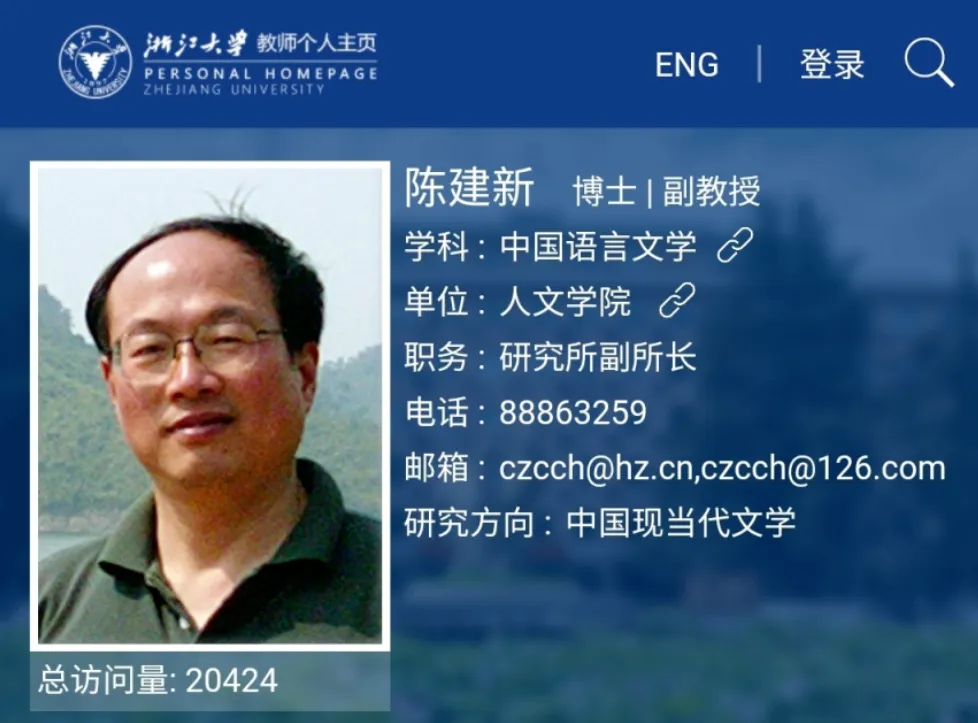 浙江大学 教师个人主页
PERSONAL HOMEPAGE
ZHEJIANG UNIVERSITY
ENG | 登录
陈建新 博士 | 副教授
学科：中国语言文学
单位：人文学院
职务：研究所副所长
电话：88863259
邮箱：czcch@hz.cn,czcch@126.com
研究方向：中国现当代文学
总访问量: 20424